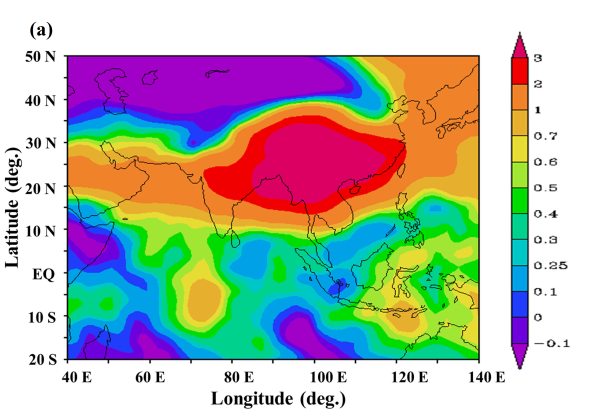 (a)
50 N
40 N
30 N
20 N
10 N
EQ
10 S
20 S
Latitude (deg.)
40 E 60 E 80 E 100 E 120 E 140 E
Longitude (deg.)
3
2
1
0.7
0.6
0.5
0.4
0.3
0.25
0.1
0
-0.1